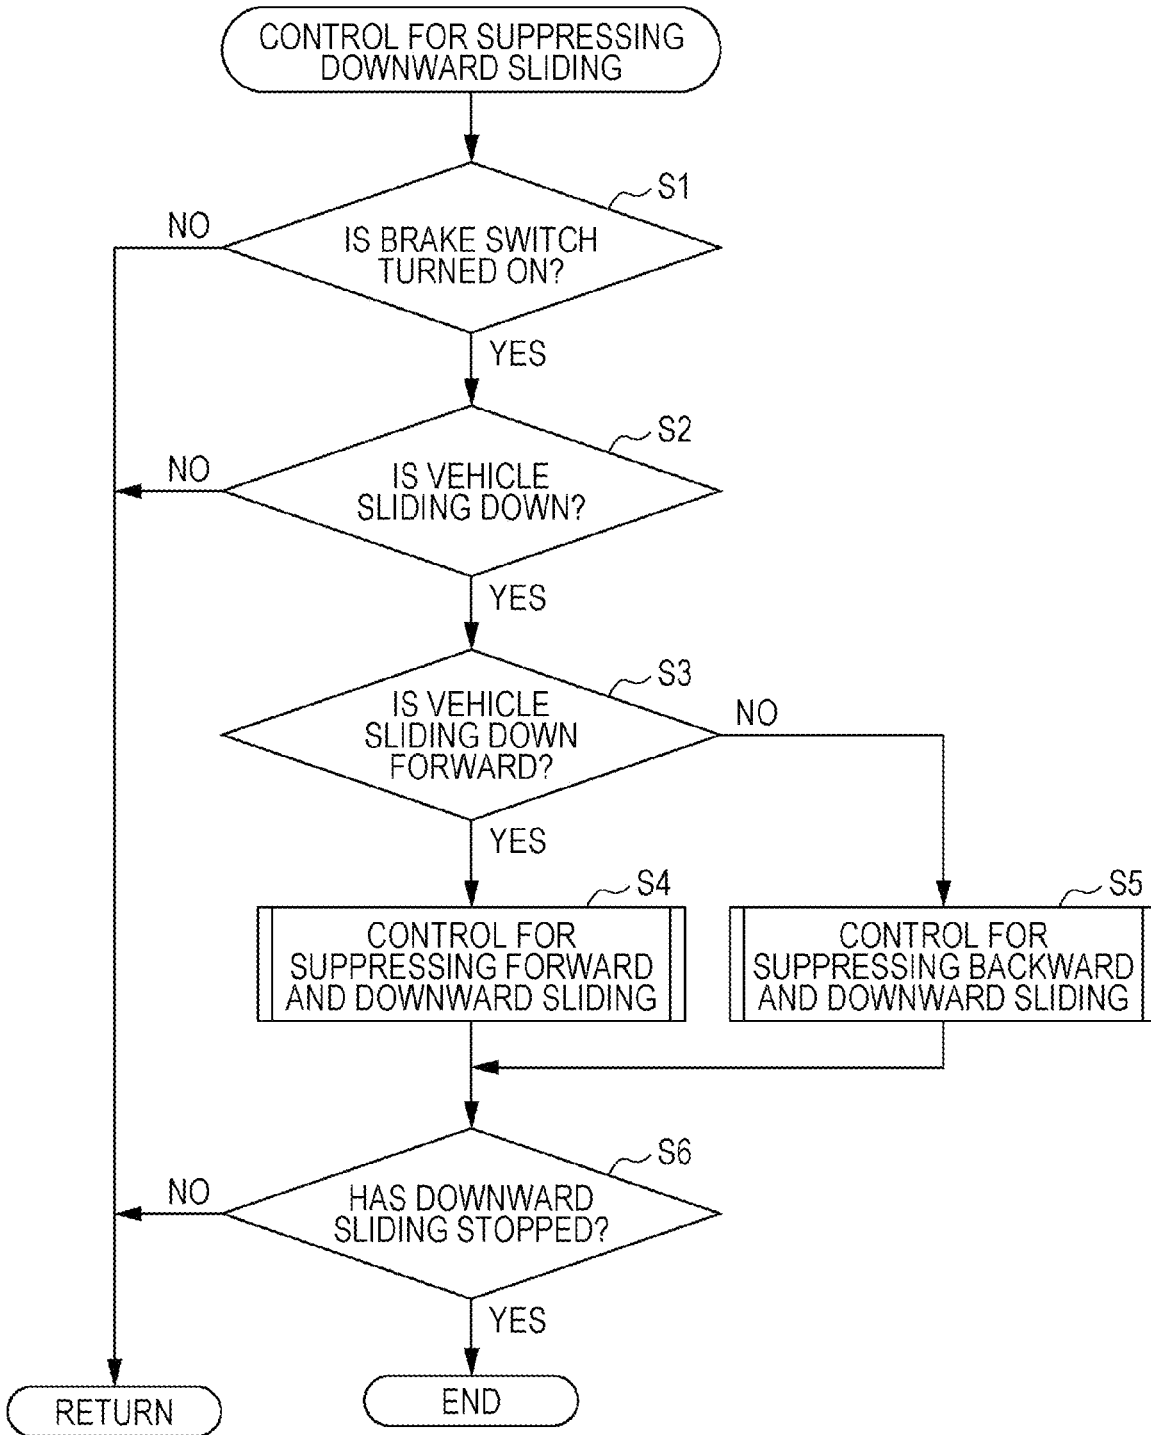 CONTROL FOR SUPPRESSING
DOWNWARD SLIDING
S1
NO
IS BRAKE SWITCH
TURNED ON?
YES
S2
NO
IS VEHICLE
SLIDING DOWN?
YES
S3
IS VEHICLE
SLIDING DOWN
FORWARD?
NO
YES
S4
CONTROL FOR
SUPPRESSING FORWARD
AND DOWNWARD SLIDING
S5
CONTROL FOR
SUPPRESSING BACKWARD
AND DOWNWARD SLIDING
S6
NO
HAS DOWNWARD
SLIDING STOPPED?
YES
RETURN
END